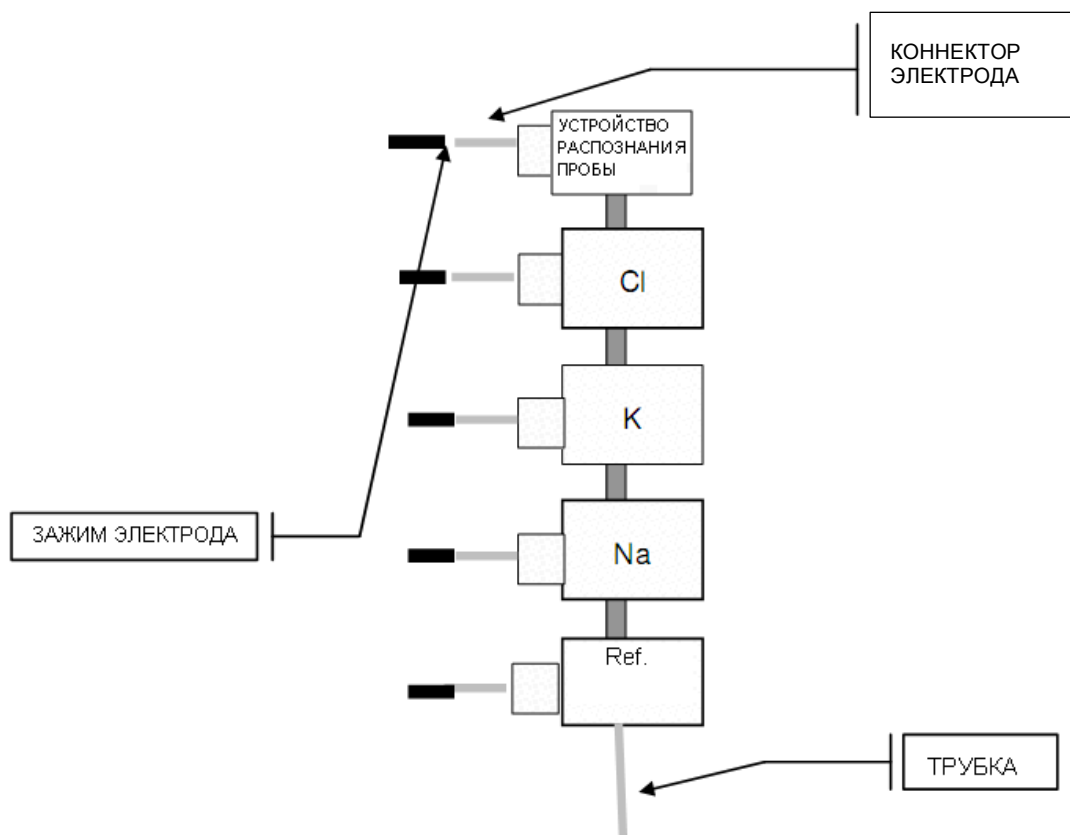 КОННЕКТОР
ЭЛЕКТРОДА
УСТРОЙСТВО
РАСПОЗНАНИЯ
ПРОБЫ
Cl
K
ЗАЖИМ ЭЛЕКТРОДА
Na
Ref.
ТРУБКА